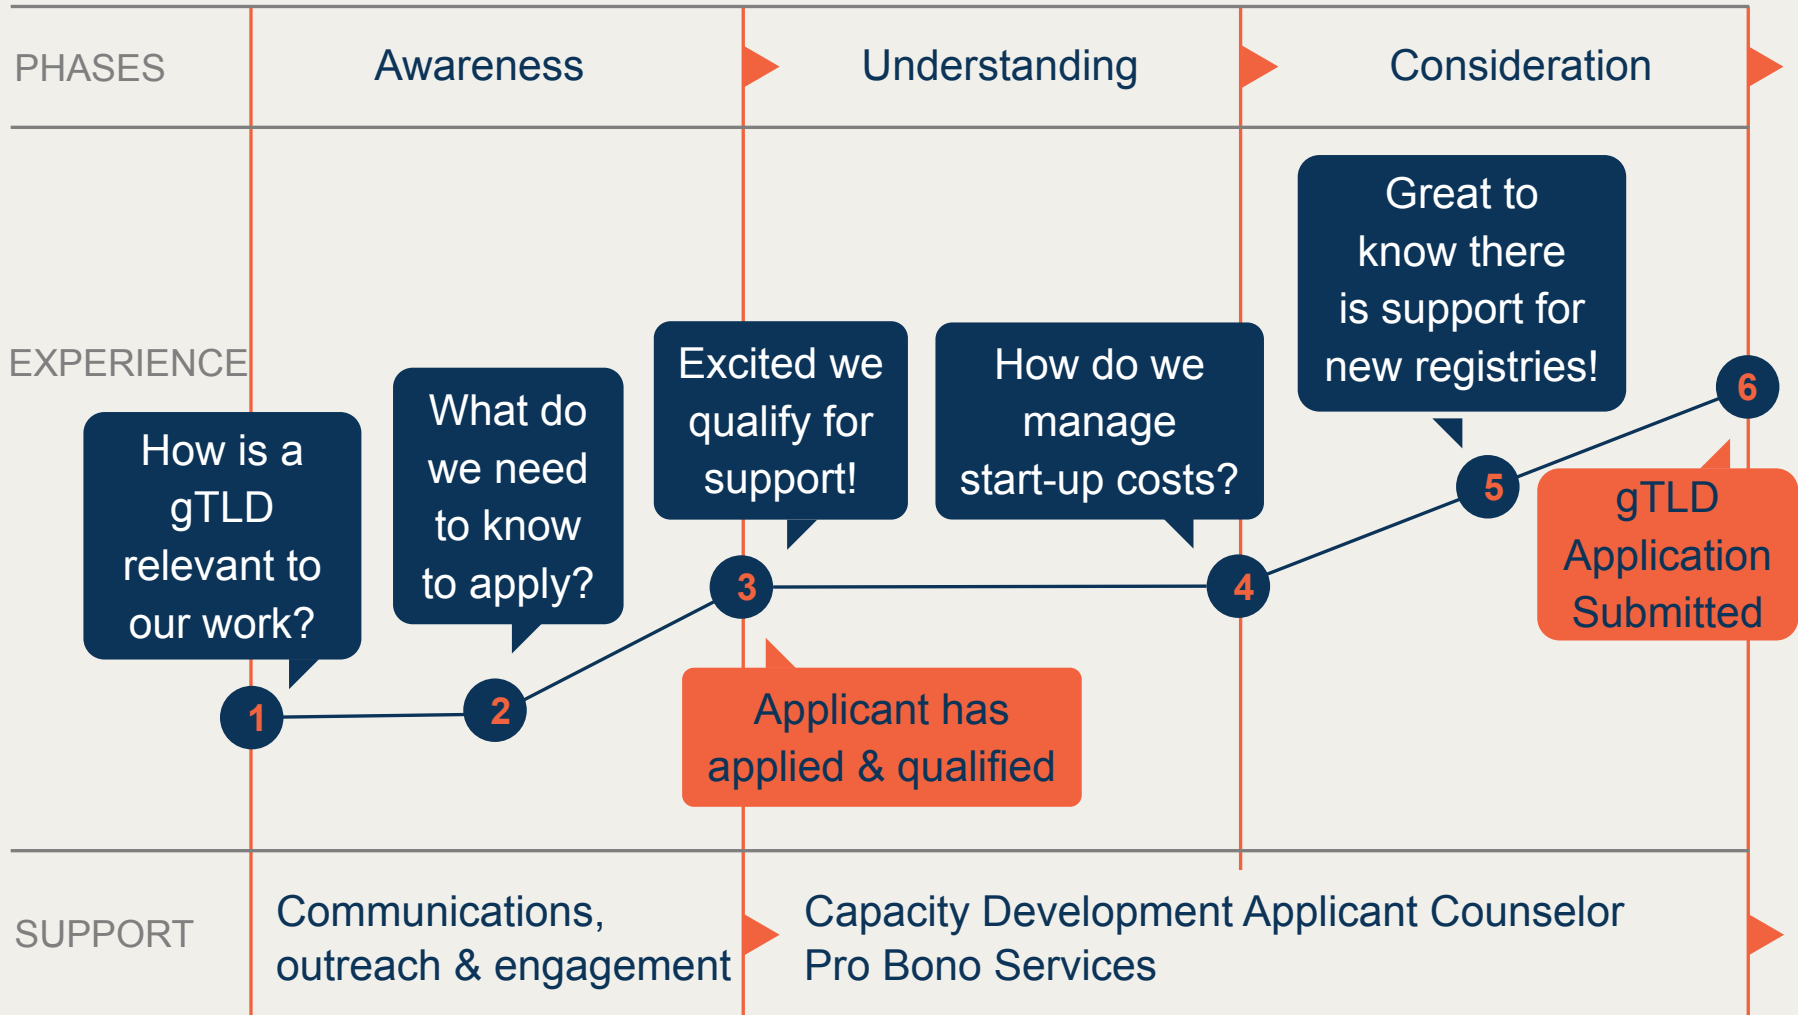 PHASES
Awareness
Understanding
Consideration
EXPERIENCE
How is a
gTLD
relevant to
our work?
What do
we need
to know
to apply?
Excited we
qualify for
support!
How do we
manage
start-up costs?
Great to
know there
is support for
new registries!
1
2
3
4
5
6
Applicant has
applied & qualified
gTLD
Application
Submitted
SUPPORT
Communications,
outreach & engagement
Capacity Development Applicant Counselor
Pro Bono Services